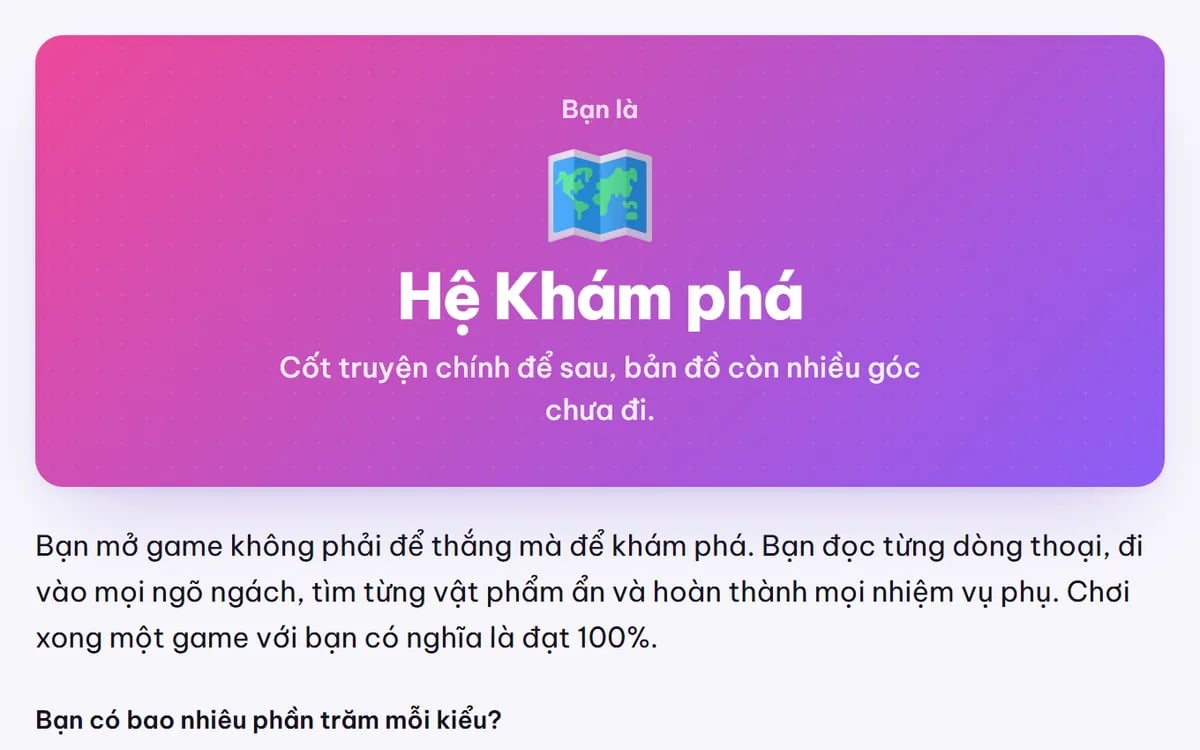 Bạn là
Hệ Khám phá
Cốt truyện chính để sau, bản đồ còn nhiều góc
chưa đi.
Bạn mở game không phải để thắng mà để khám phá. Bạn đọc từng dòng thoại, đi
vào mọi ngõ ngách, tìm từng vật phẩm ẩn và hoàn thành mọi nhiệm vụ phụ. Chơi
xong một game với bạn có nghĩa là đạt 100%.
Bạn có bao nhiêu phần trăm mỗi kiểu?